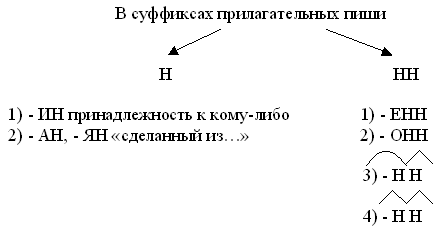 В суффиксах прилагательных пиши
Н
НН
1) - ИН принадлежность к кому-либо
2) - АН, - ЯН «сделанный из…»
1) - ЕНН
2) - ОНН
3) - Н Н
4) - Н Н